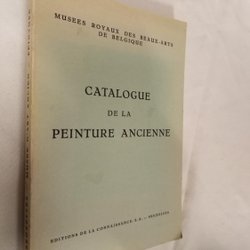 MUSEES ROYAUX DES BEAUX-ARTS
DE BELGIQUE
CATALOGUE
DE LA
PEINTURE ANCIENNE
EDITIONS DE LA CONNAISSANCE S.A. - BRUXELLES